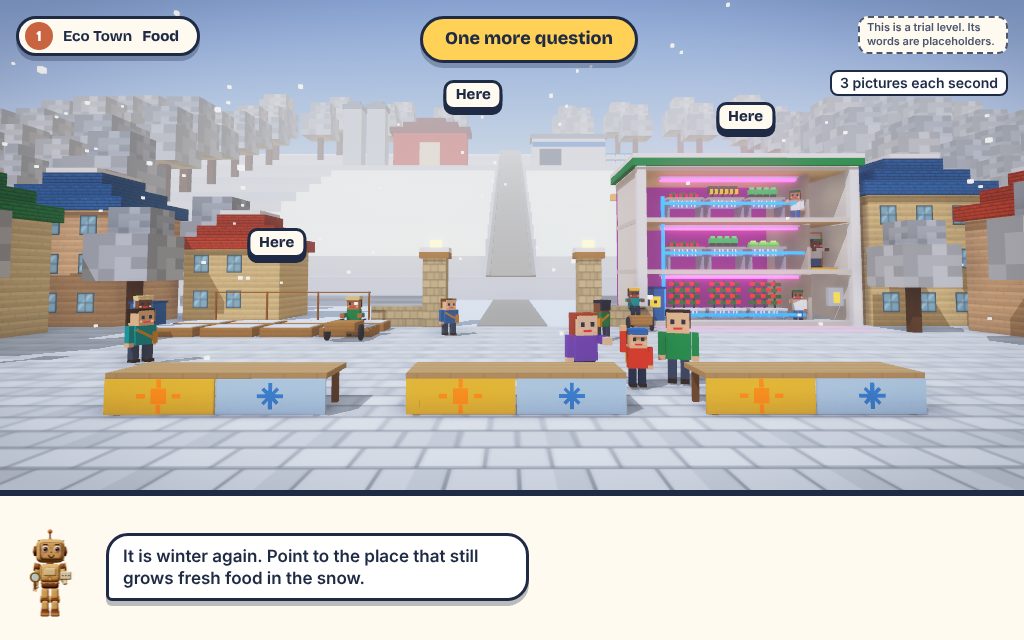 1 Eco Town Food
One more question
This is a trial level. Its
words are placeholders.
3 pictures each second
Here
Here
Here
It is winter again. Point to the place that still
grows fresh food in the snow.